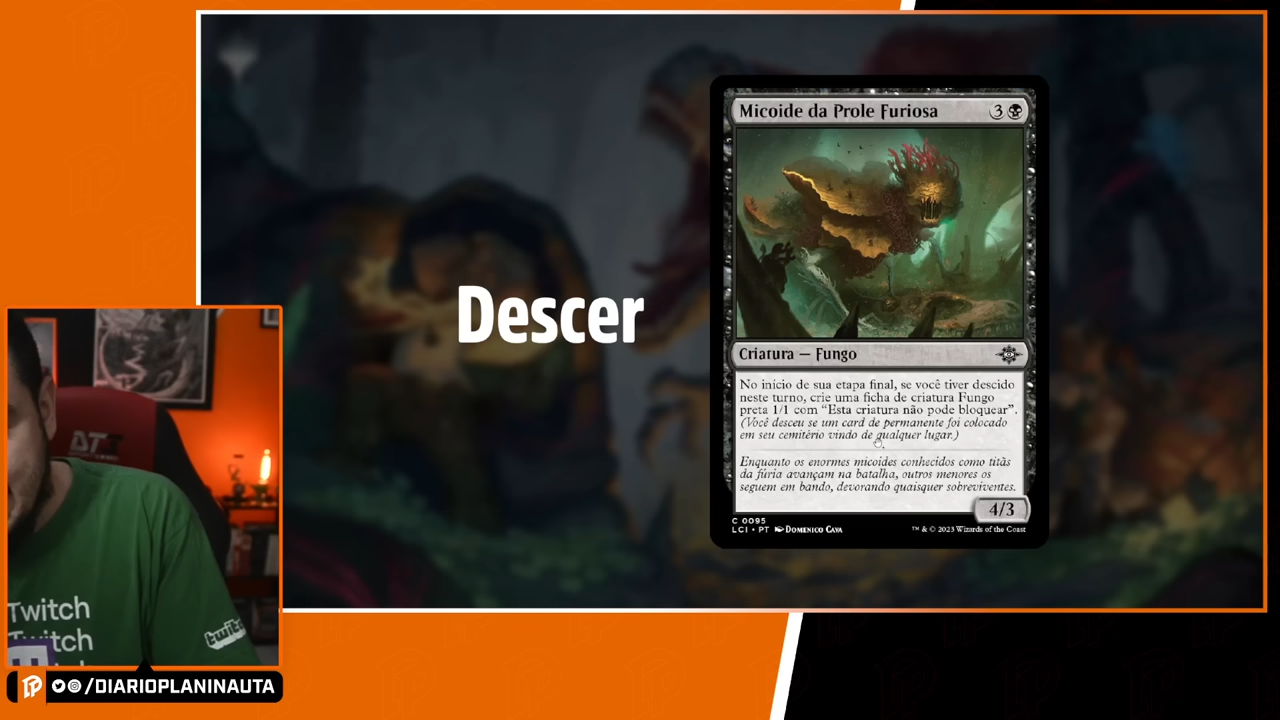 Micoide da Prole Furiosa 3
Descer
Criatura — Fungo
No início de sua etapa final, se você tiver descido
neste turno, crie uma ficha de criatura Fungo
preta 1/1 com “Esta criatura não pode bloquear”.
(Você desceu se um card de permanente foi colocado
em seu cemitério vindo de qualquer lugar.)
Enquanto os enormes micoides conhecidos como titãs
da fúria avançam na batalha, outros menores os
seguem em bando, devorando quaisquer sobreviventes.
4/3
C 0095
LCI • PT Domenico Cava
™ & © 2023 Wizards of the Coast
Twitch
Twitch
/DIARIOPLANINAUTA